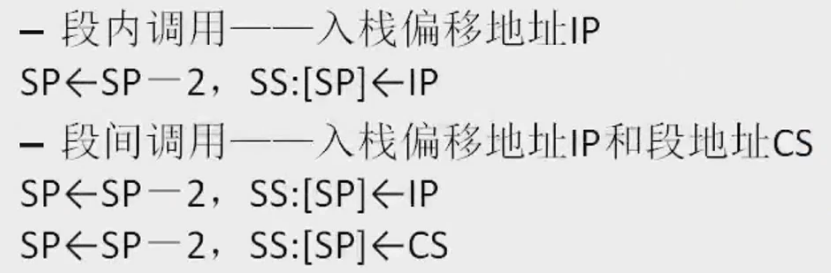 – 段内调用——入栈偏移地址IP
SP←SP－2，SS:[SP]←IP
– 段间调用——入栈偏移地址IP和段地址CS
SP←SP－2，SS:[SP]←IP
SP←SP－2，SS:[SP]←CS